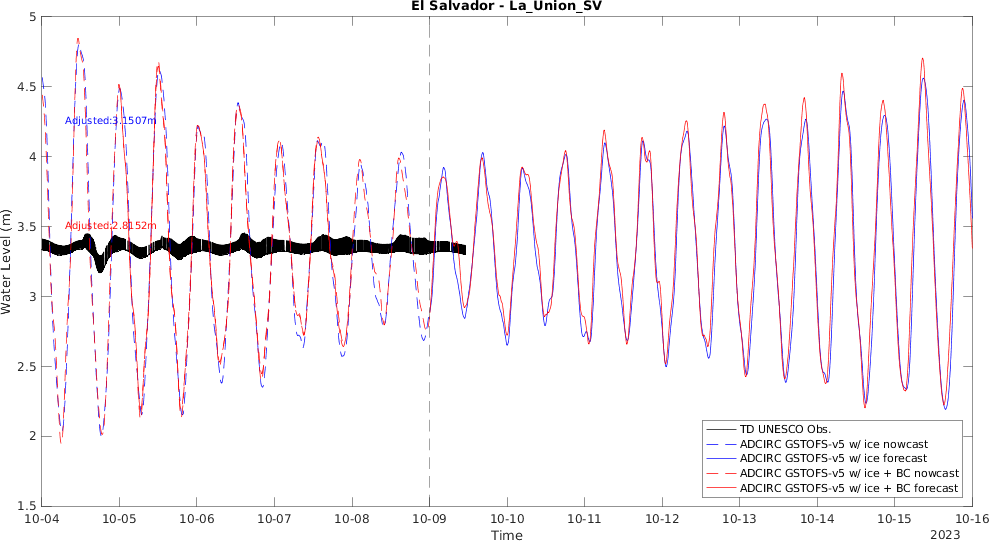 El Salvador - La_Union_SV
5
4.5
4
3.5
3
2.5
2
1.5
Water Level (m)
Adjusted:3.1507m
Adjusted:2.8152m
TD UNESCO Obs.
ADCIRC GSTOFS-v5 w/ ice nowcast
ADCIRC GSTOFS-v5 w/ ice forecast
ADCIRC GSTOFS-v5 w/ ice + BC nowcast
ADCIRC GSTOFS-v5 w/ ice + BC forecast
10-04 10-05 10-06 10-07 10-08 10-09 10-10 10-11 10-12 10-13 10-14 10-15 10-16
Time
2023